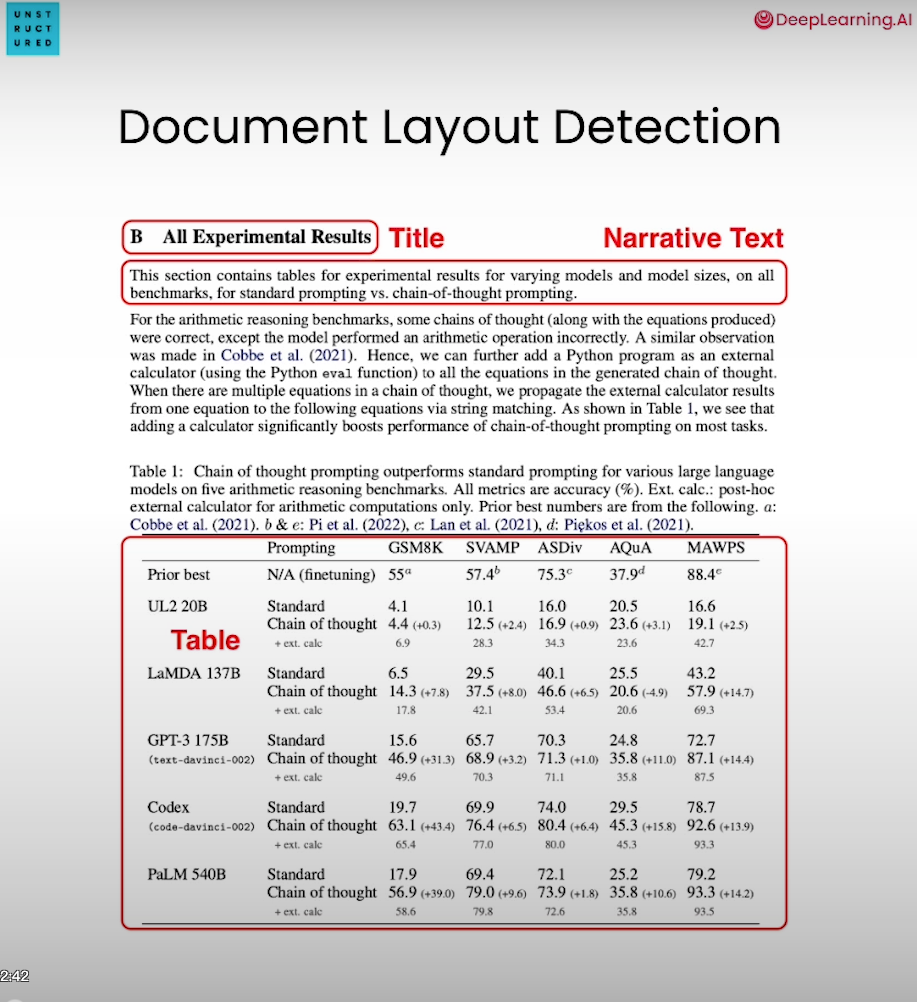 UNST
RUCT
URED
DeepLearning.AI
Document Layout Detection
B All Experimental Results Title Narrative Text
This section contains tables for experimental results for varying models and model sizes, on all
benchmarks, for standard prompting vs. chain-of-thought prompting.
For the arithmetic reasoning benchmarks, some chains of thought (along with the equations produced)
were correct, except the model performed an arithmetic operation incorrectly. A similar observation
was made in Cobbe et al. (2021). Hence, we can further add a Python program as an external
calculator (using the Python eval function) to all the equations in the generated chain of thought.
When there are multiple equations in a chain of thought, we propagate the external calculator results
from one equation to the following equations via string matching. As shown in Table 1, we see that
adding a calculator significantly boosts performance of chain-of-thought prompting on most tasks.
Table 1: Chain of thought prompting outperforms standard prompting for various large language
models on five arithmetic reasoning benchmarks. All metrics are accuracy (%). Ext. calc.: post-hoc
external calculator for arithmetic computations only. Prior best numbers are from the following. a:
Cobbe et al. (2021). b & e: Pi et al. (2022), c: Lan et al. (2021), d: Piękos et al. (2021).
Prompting GSM8K SVAMP ASDiv AQuA MAWPS
Prior best N/A (finetuning) 55a 57.4b 75.3c 37.9d 88.4e
UL2 20B Standard 4.1 10.1 16.0 20.5 16.6
Chain of thought 4.4 (+0.3) 12.5 (+2.4) 16.9 (+0.9) 23.6 (+3.1) 19.1 (+2.5)
Table + ext. calc 6.9 28.3 34.3 23.6 42.7
LaMDA 137B Standard 6.5 29.5 40.1 25.5 43.2
Chain of thought 14.3 (+7.8) 37.5 (+8.0) 46.6 (+6.5) 20.6 (-4.9) 57.9 (+14.7)
+ ext. calc 17.8 42.1 53.4 20.6 69.3
GPT-3 175B Standard 15.6 65.7 70.3 24.8 72.7
(text-davinci-002) Chain of thought 46.9 (+31.3) 68.9 (+3.2) 71.3 (+1.0) 35.8 (+11.0) 87.1 (+14.4)
+ ext. calc 49.6 70.3 71.1 35.8 87.5
Codex Standard 19.7 69.9 74.0 29.5 78.7
(code-davinci-002) Chain of thought 63.1 (+43.4) 76.4 (+6.5) 80.4 (+6.4) 45.3 (+15.8) 92.6 (+13.9)
+ ext. calc 65.4 77.0 80.0 45.3 93.3
PaLM 540B Standard 17.9 69.4 72.1 25.2 79.2
Chain of thought 56.9 (+39.0) 79.0 (+9.6) 73.9 (+1.8) 35.8 (+10.6) 93.3 (+14.2)
+ ext. calc 58.6 79.8 72.6 35.8 93.5
2:42